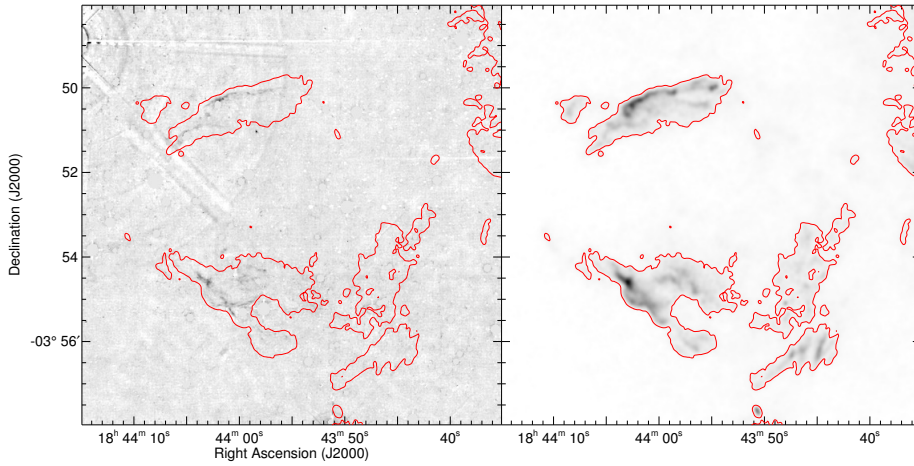 50
52
54
-03° 56′
Declination (J2000)
18ʰ 44ᵐ 10ˢ
44ᵐ 00ˢ
43ᵐ 50ˢ
40ˢ
18ʰ 44ᵐ 10ˢ
44ᵐ 00ˢ
43ᵐ 50ˢ
40ˢ
Right Ascension (J2000)